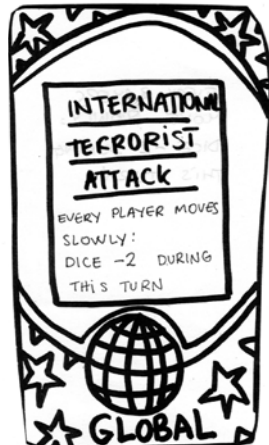 INTERNATIONAL
TERRORIST
ATTACK
EVERY PLAYER MOVES
SLOWLY:
DICE -2 DURING
THiS TURN
GLOBAL